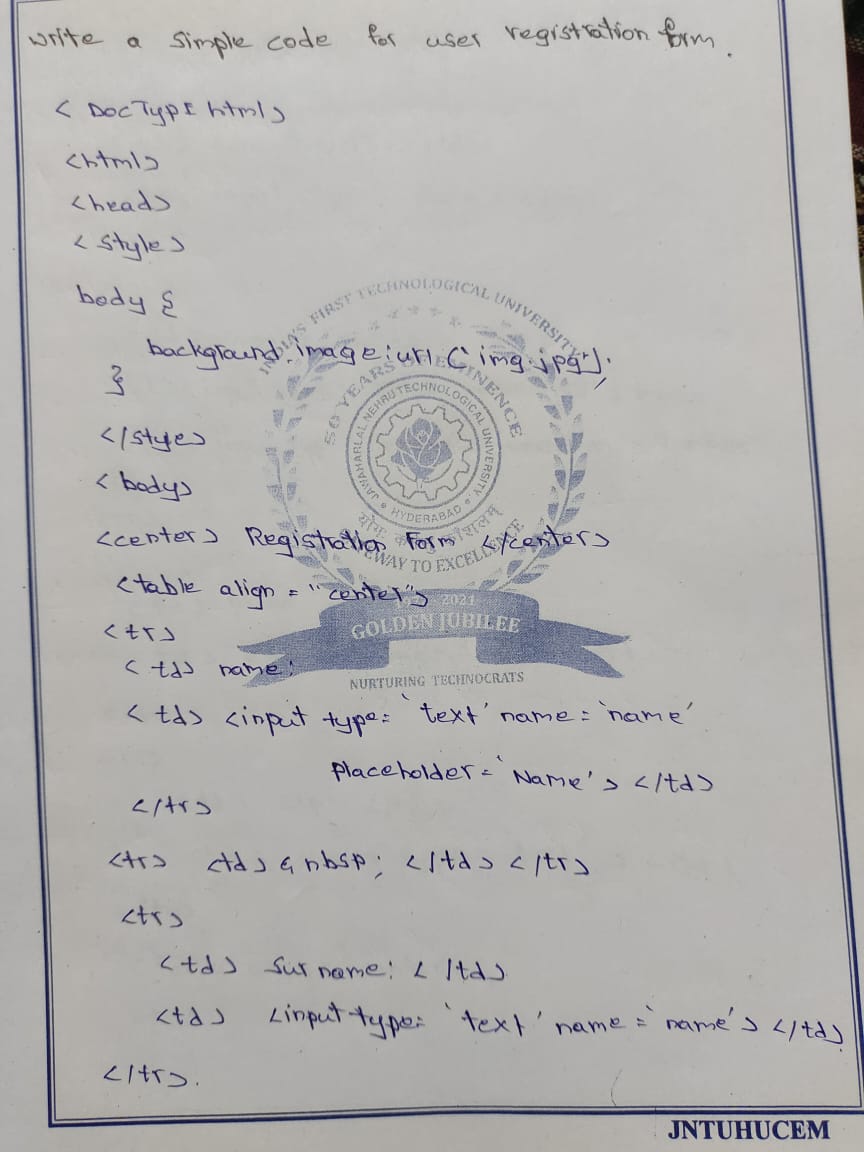 write a simple code for user registration form.
< DocTypE html>
<html>
<head>
< style>
body {
background.image:url ("img.jpg");
}
</stye>
< body>
<center> Registration Form </center>
<table align = "center">
<tr>
< td> name:
< td> <input type= 'text' name = 'name'
Placeholder = 'Name' > </td>
</tr>
<tr> <td> & nbsp; </td> </tr>
<tr>
<td> Sur name: < /td>
<td> <input type= 'text' name = 'name'> </td>
</tr>.
INDIA'S FIRST TECHNOLOGICAL UNIVERSITY
50 YEARS OF EMINENCE
JAWAHARLAL NEHRU TECHNOLOGICAL UNIVERSITY
HYDERABAD
WAY TO EXCELLENCE
2021
GOLDEN JUBILEE
NURTURING TECHNOCRATS
JNTUHUCEM